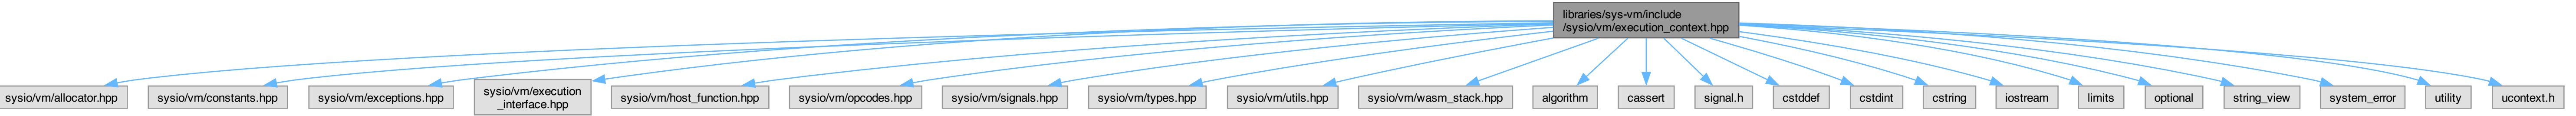 libraries/sys-vm/include
/sysio/vm/execution_context.hpp
sysio/vm/allocator.hpp
sysio/vm/constants.hpp
sysio/vm/exceptions.hpp
sysio/vm/execution
_interface.hpp
sysio/vm/host_function.hpp
sysio/vm/opcodes.hpp
sysio/vm/signals.hpp
sysio/vm/types.hpp
sysio/vm/utils.hpp
sysio/vm/wasm_stack.hpp
algorithm
cassert
signal.h
cstddef
cstdint
cstring
iostream
limits
optional
string_view
system_error
utility
ucontext.h